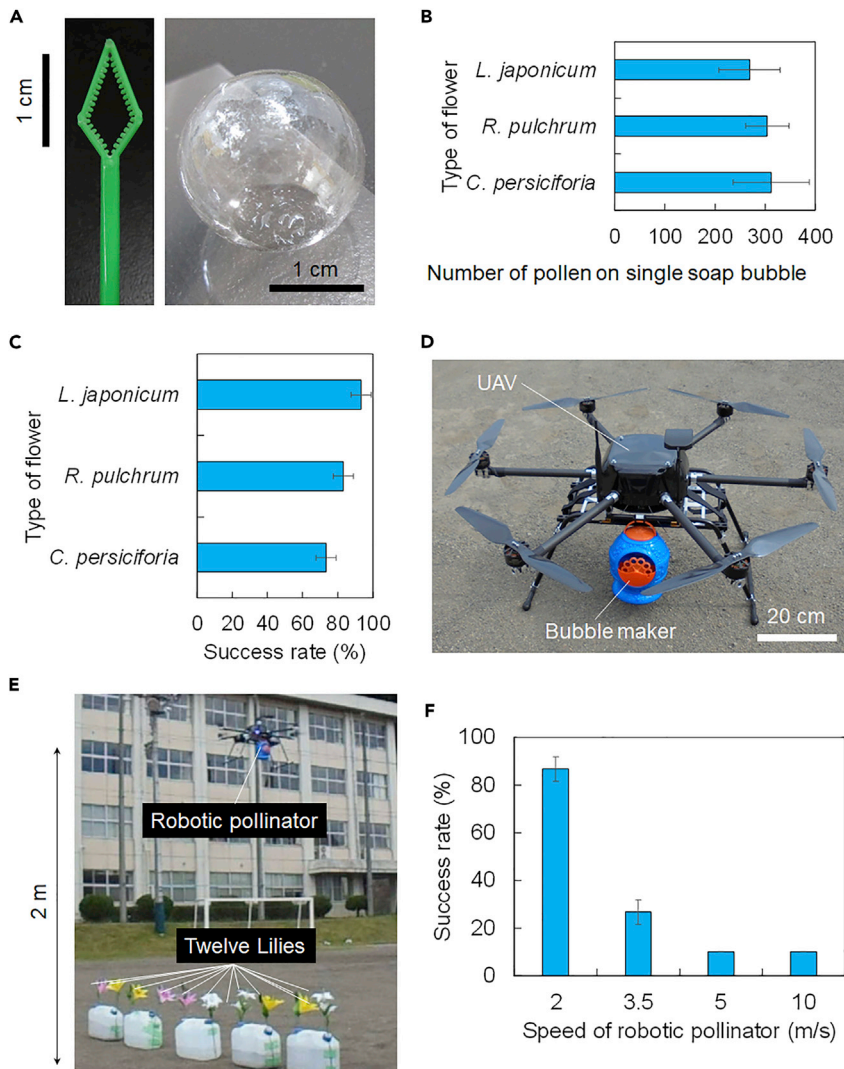 A
1 cm
1 cm
B
Type of flower
L. japonicum
R. pulchrum
C. persiciforia
0 100 200 300 400
Number of pollen on single soap bubble
C
Type of flower
L. japonicum
R. pulchrum
C. persiciforia
0 20 40 60 80 100
Success rate (%)
D
UAV
Bubble maker
20 cm
E
2 m
Robotic pollinator
Twelve Lilies
F
Success rate (%)
100
80
60
40
20
0
2 3.5 5 10
Speed of robotic pollinator (m/s)